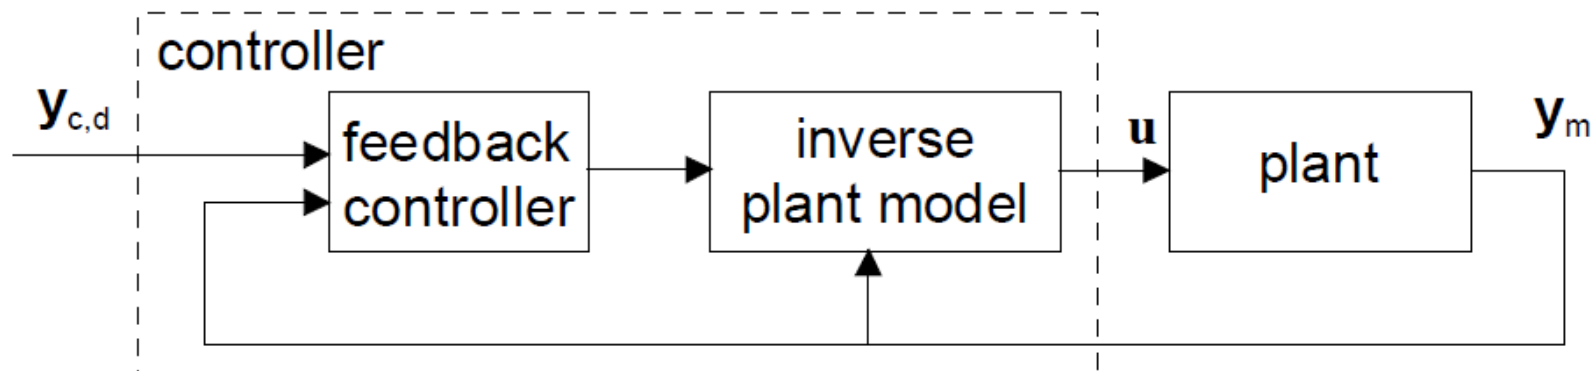 controller
y c,d
feedback
controller
inverse
plant model
u
plant
y m